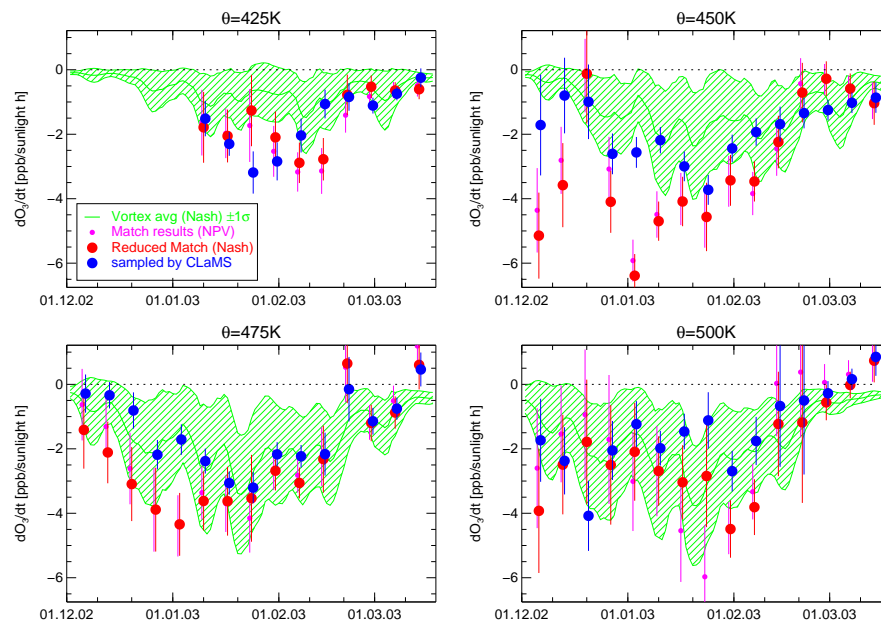 θ=425K
dO₃/dt [ppb/sunlight h]
0
−2
−4
−6
Vortex avg (Nash) ±1σ
Match results (NPV)
Reduced Match (Nash)
sampled by CLaMS
01.12.02 01.01.03 01.02.03 01.03.03
θ=450K
dO₃/dt [ppb/sunlight h]
0
−2
−4
−6
01.12.02 01.01.03 01.02.03 01.03.03
θ=475K
dO₃/dt [ppb/sunlight h]
0
−2
−4
−6
01.12.02 01.01.03 01.02.03 01.03.03
θ=500K
dO₃/dt [ppb/sunlight h]
0
−2
−4
−6
01.12.02 01.01.03 01.02.03 01.03.03